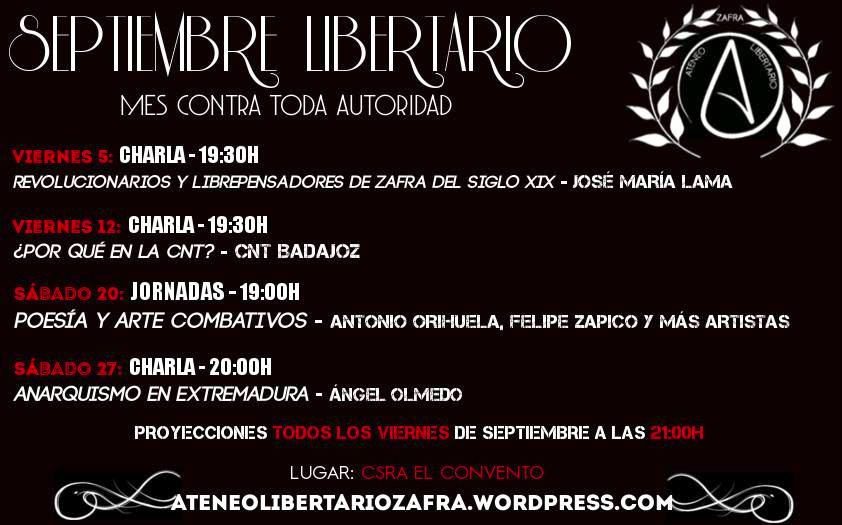 SEPTIEMBRE LIBERTARIO
MES CONTRA TODA AUTORIDAD
ZAFRA
ATENEO LIBERTARIO
VIERNES 5: CHARLA - 19:30H
REVOLUCIONARIOS Y LIBREPENSADORES DE ZAFRA DEL SIGLO XIX - JOSÉ MARÍA LAMA
VIERNES 12: CHARLA - 19:30H
¿POR QUÉ EN LA CNT? - CNT BADAJOZ
SÁBADO 20: JORNADAS - 19:00H
POESÍA Y ARTE COMBATIVOS - ANTONIO ORIHUELA, FELIPE ZAPICO Y MÁS ARTISTAS
SÁBADO 27: CHARLA - 20:00H
ANARQUISMO EN EXTREMADURA - ÁNGEL OLMEDO
PROYECCIONES TODOS LOS VIERNES DE SEPTIEMBRE A LAS 21:00H
LUGAR: CSRA EL CONVENTO
ATENEOLIBERTARIOZAFRA.WORDPRESS.COM